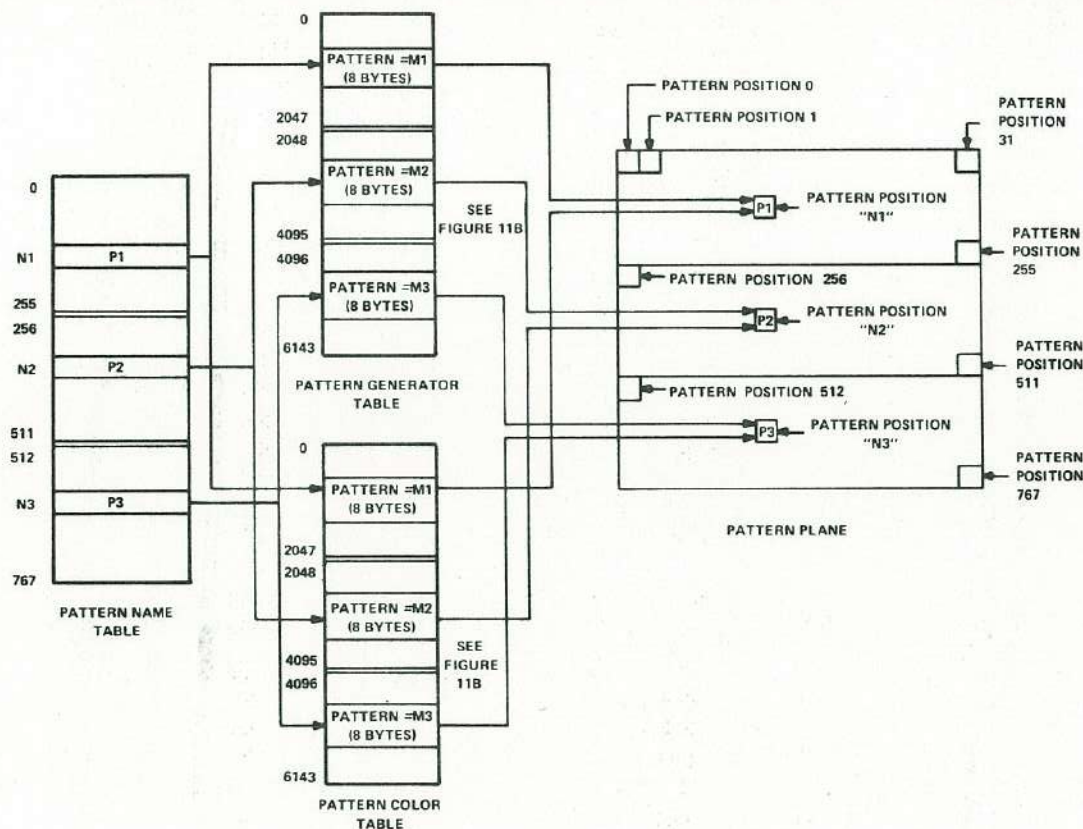 0
N1
255
256
N2
511
512
N3
767
P1
P2
P3
PATTERN NAME
TABLE
0
PATTERN =M1
(8 BYTES)
2047
2048
PATTERN =M2
(8 BYTES)
4095
4096
PATTERN =M3
(8 BYTES)
6143
PATTERN GENERATOR
TABLE
SEE
FIGURE 11B
0
PATTERN =M1
(8 BYTES)
2047
2048
PATTERN =M2
(8 BYTES)
4095
4096
PATTERN =M3
(8 BYTES)
6143
PATTERN COLOR
TABLE
SEE
FIGURE
11B
PATTERN POSITION 0
PATTERN POSITION 1
PATTERN
POSITION
31
P1
PATTERN POSITION
"N1"
PATTERN
POSITION
255
PATTERN POSITION 256
P2
PATTERN POSITION
"N2"
PATTERN
POSITION
511
PATTERN POSITION 512
P3
PATTERN POSITION
"N3"
PATTERN
POSITION
767
PATTERN PLANE